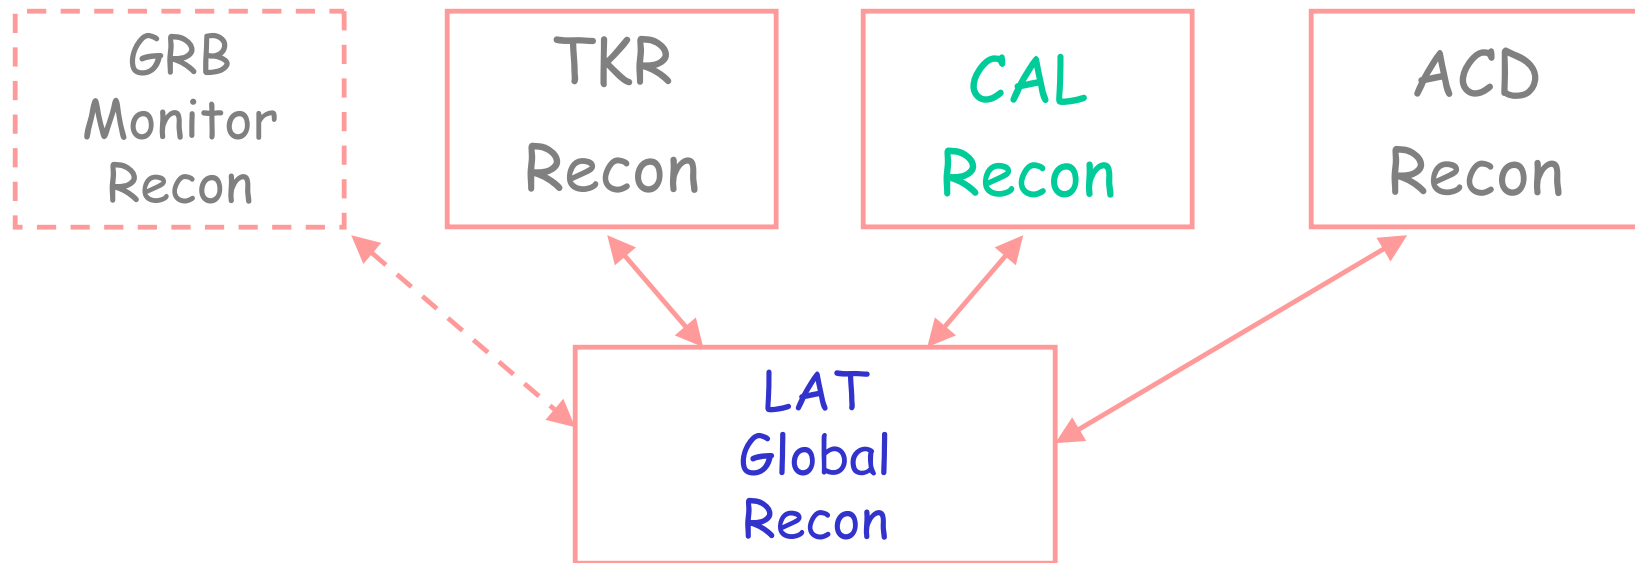 GRB
Monitor
Recon
TKR
Recon
CAL
Recon
ACD
Recon
LAT
Global
Recon